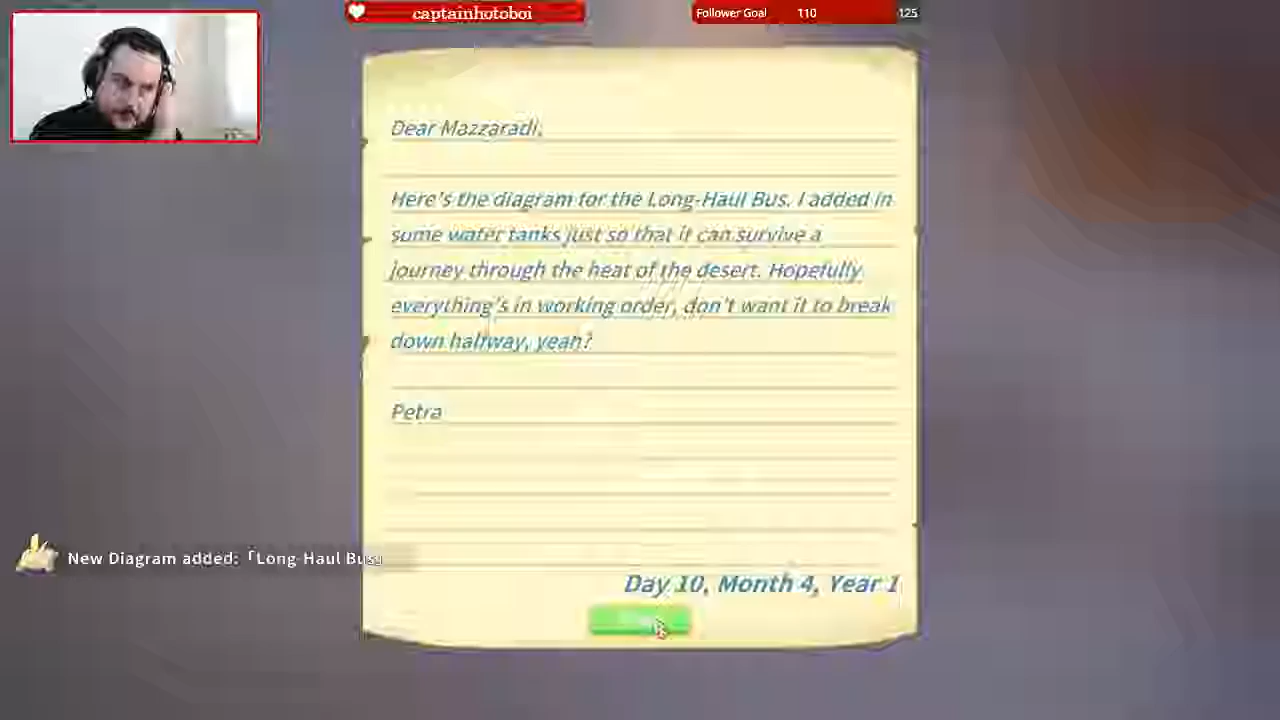 captainhotoboi
Follower Goal 110 125
Dear Mazzaradi,
Here's the diagram for the Long-Haul Bus. I added in
some water tanks just so that it can survive a
journey through the heat of the desert. Hopefully
everything's in working order, don't want it to break
down halfway, yeah?
Petra
New Diagram added: 「Long-Haul Bus」
Day 10, Month 4, Year 1